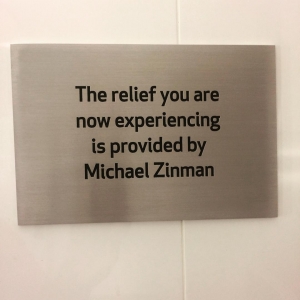 The relief you are
now experiencing
is provided by
Michael Zinman